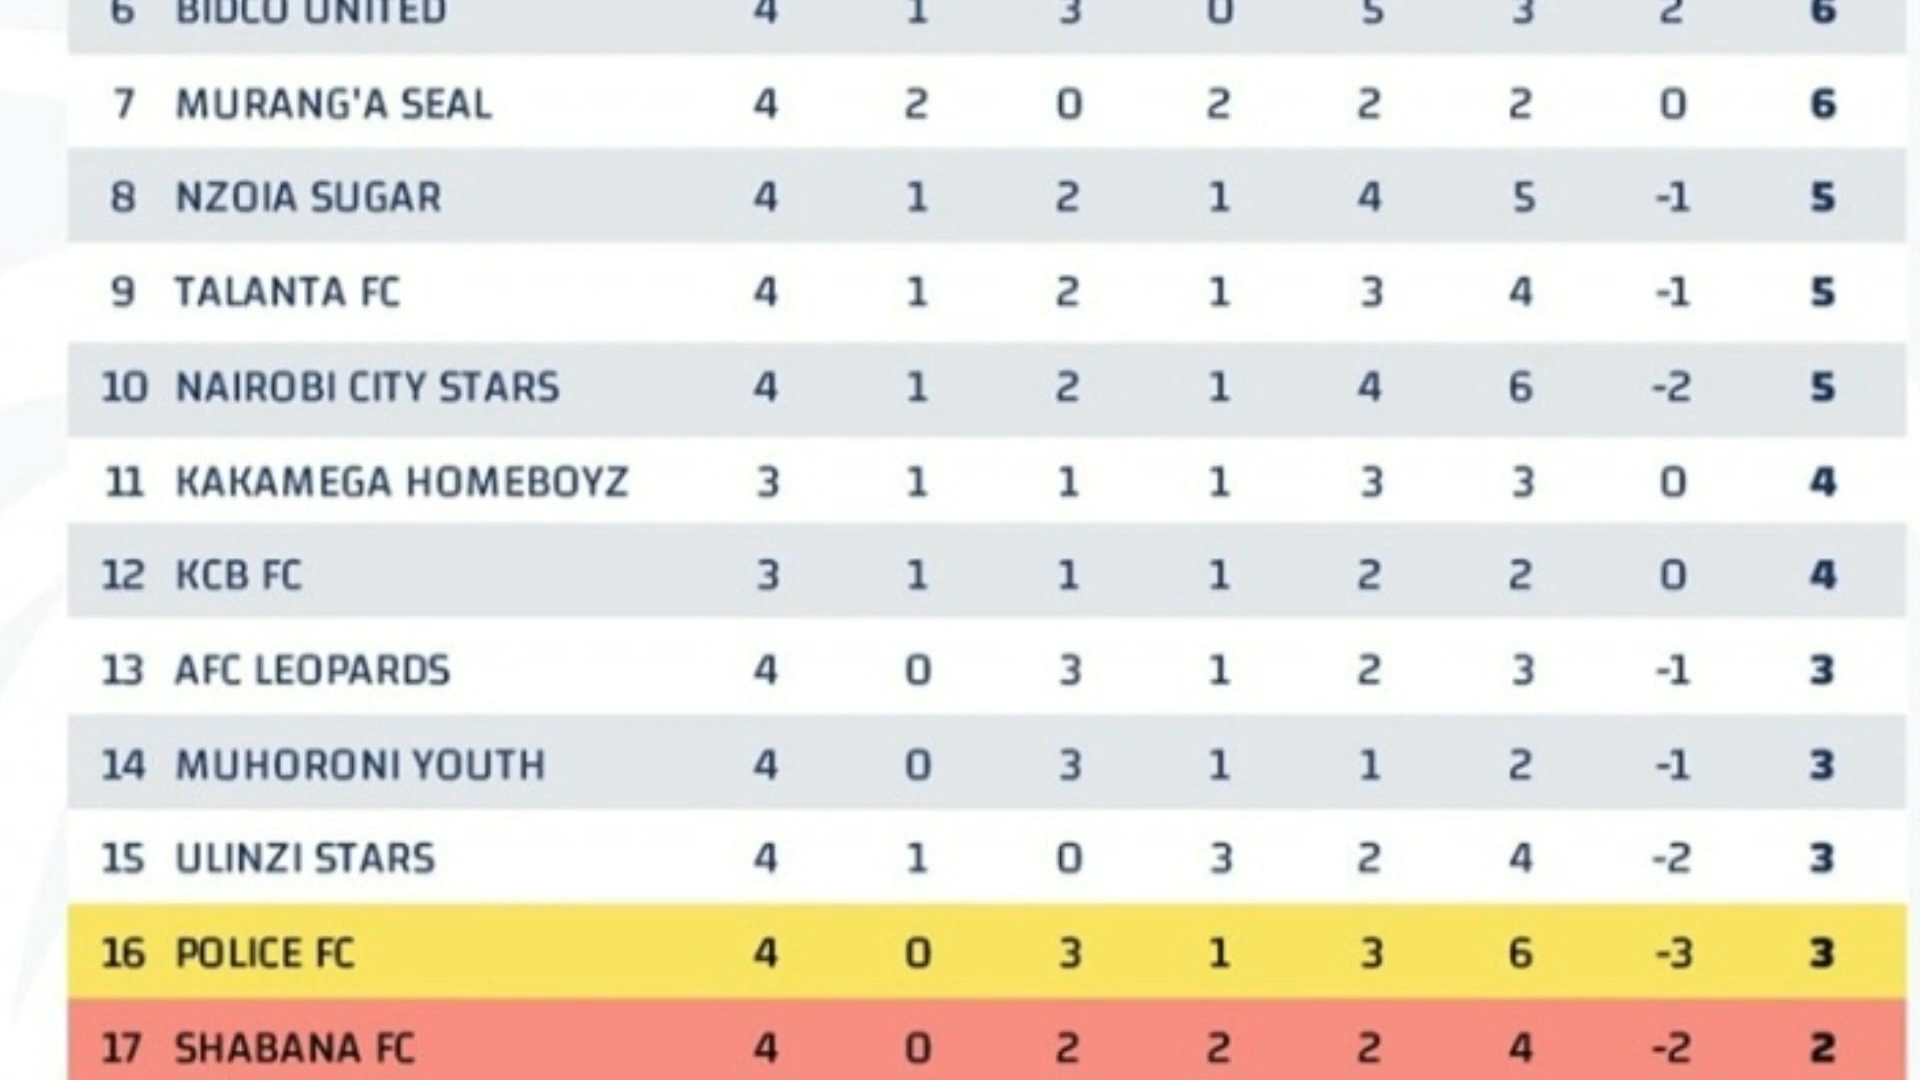 6 BIDCO UNITED 4 1 3 0 5 3 2 6
7 MURANG'A SEAL 4 2 0 2 2 2 0 6
8 NZOIA SUGAR 4 1 2 1 4 5 -1 5
9 TALANTA FC 4 1 2 1 3 4 -1 5
10 NAIROBI CITY STARS 4 1 2 1 4 6 -2 5
11 KAKAMEGA HOMEBOYZ 3 1 1 1 3 3 0 4
12 KCB FC 3 1 1 1 2 2 0 4
13 AFC LEOPARDS 4 0 3 1 2 3 -1 3
14 MUHORONI YOUTH 4 0 3 1 1 2 -1 3
15 ULINZI STARS 4 1 0 3 2 4 -2 3
16 POLICE FC 4 0 3 1 3 6 -3 3
17 SHABANA FC 4 0 2 2 2 4 -2 2